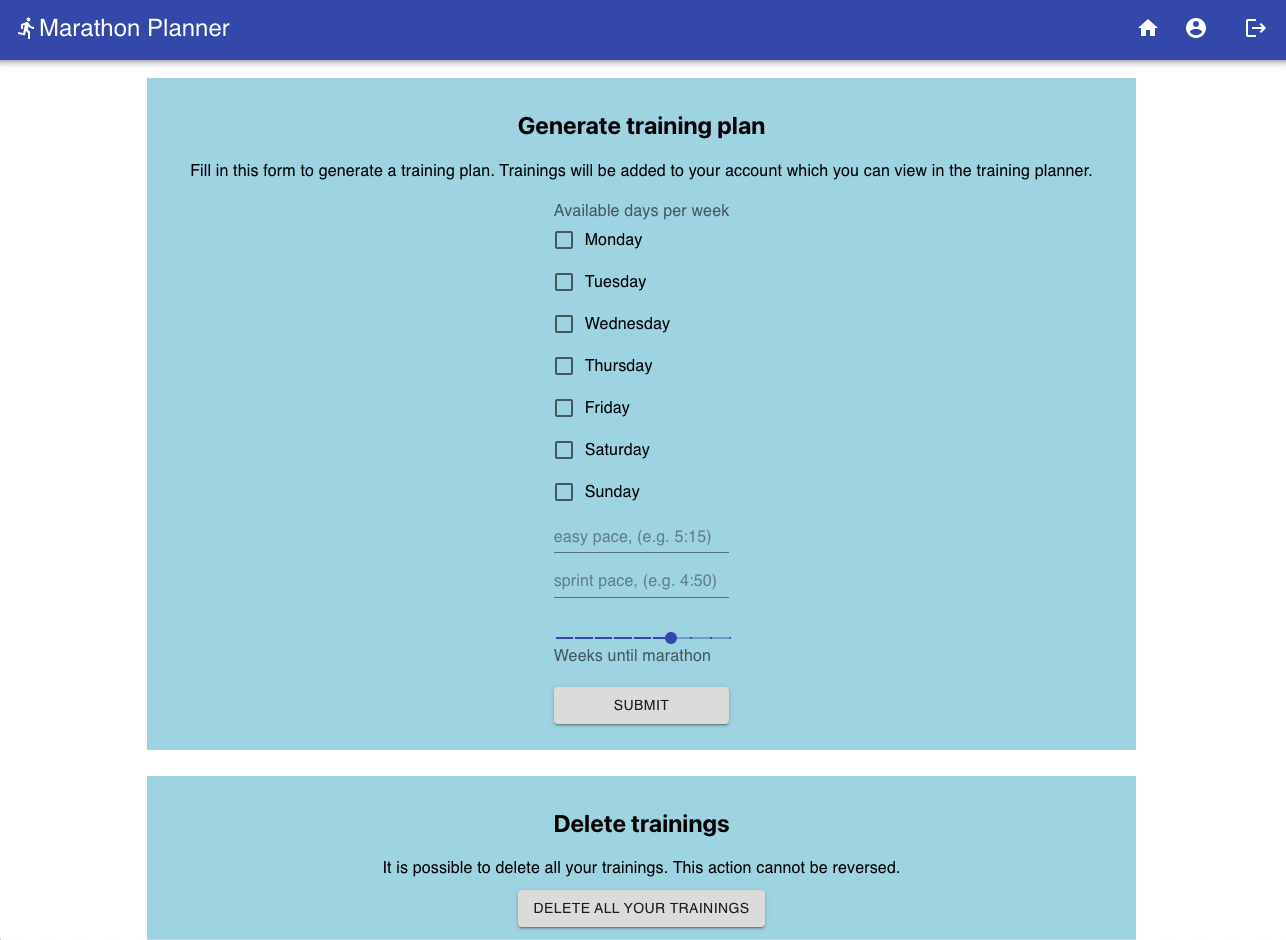 Marathon Planner
Generate training plan
Fill in this form to generate a training plan. Trainings will be added to your account which you can view in the training planner.
Available days per week
Monday
Tuesday
Wednesday
Thursday
Friday
Saturday
Sunday
easy pace, (e.g. 5:15)
sprint pace, (e.g. 4:50)
Weeks until marathon
SUBMIT
Delete trainings
It is possible to delete all your trainings. This action cannot be reversed.
DELETE ALL YOUR TRAININGS